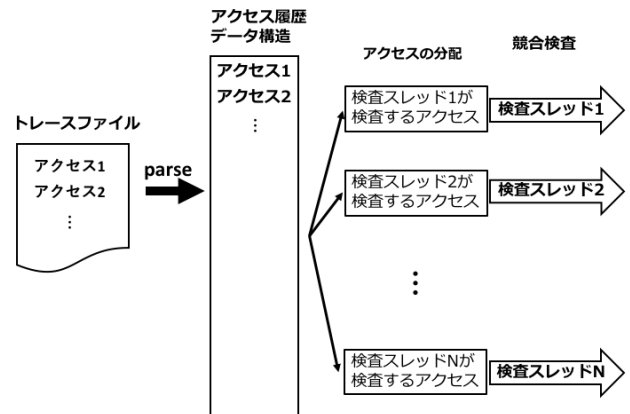 アクセス履歴
データ構造
アクセスの分配
競合検査
アクセス1
アクセス2
⋮
トレースファイル
アクセス1
アクセス2
⋮
parse
検査スレッド1が
検査するアクセス
検査スレッド1
検査スレッド2が
検査するアクセス
検査スレッド2
⋮
検査スレッドNが
検査するアクセス
検査スレッドN